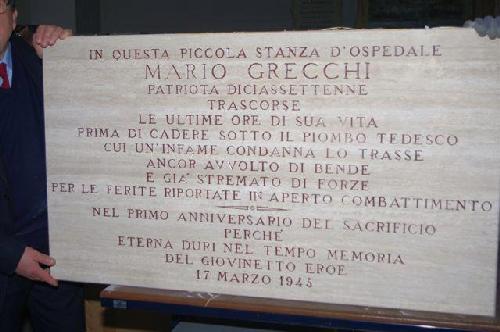 IN QUESTA PICCOLA STANZA D'OSPEDALE
MARIO GRECCHI
PATRIOTA DICIASSETTENNE
TRASCORSE
LE ULTIME ORE DI SUA VITA
PRIMA DI CADERE SOTTO IL PIOMBO TEDESCO
CUI UN'INFAME CONDANNA LO TRASSE
ANCOR AVVOLTO DI BENDE
E GIA' STREMATO DI FORZE
PER LE FERITE RIPORTATE IN APERTO COMBATTIMENTO
NEL PRIMO ANNIVERSARIO DEL SACRIFICIO
PERCHÉ
ETERNA DURI NEL TEMPO MEMORIA
DEL GIOVINETTO EROE
17 MARZO 1945